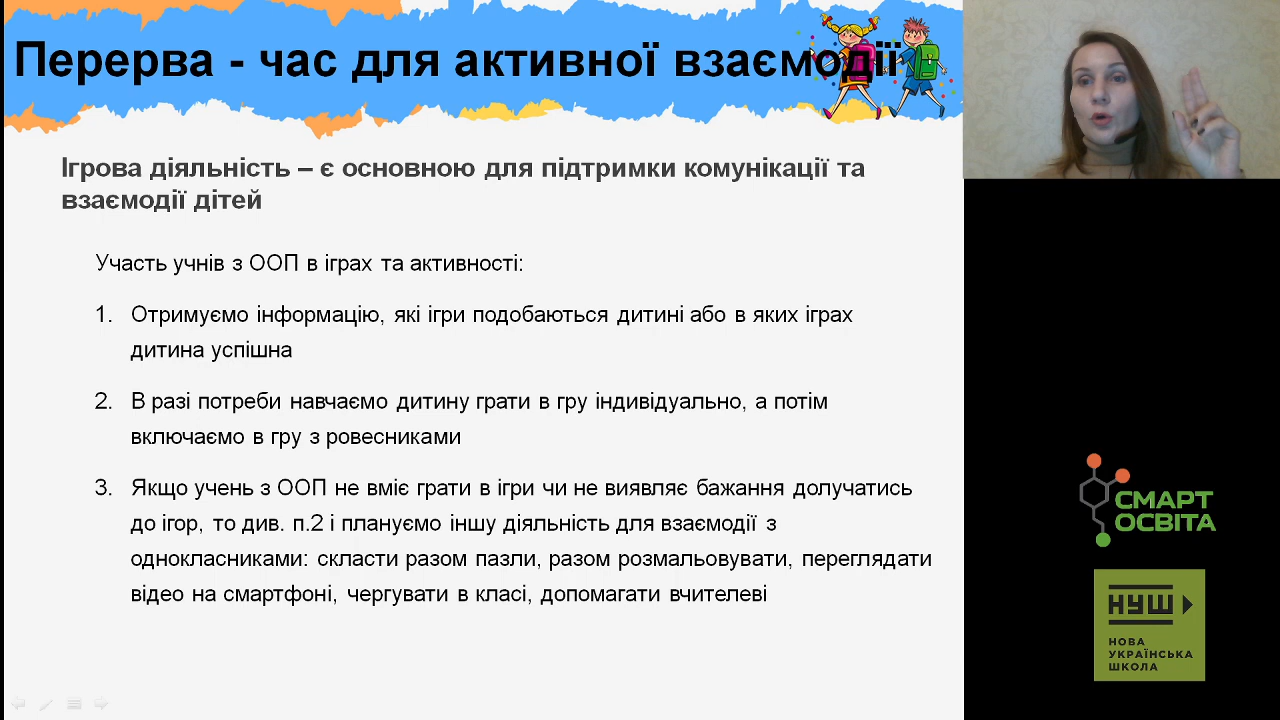 Перерва - час для активної взаємодії
Ігрова діяльність – є основною для підтримки комунікації та
взаємодії дітей
Участь учнів з ООП в іграх та активності:
1. Отримуємо інформацію, які ігри подобаються дитині або в яких іграх
дитина успішна
2. В разі потреби навчаємо дитину грати в гру індивідуально, а потім
включаємо в гру з ровесниками
3. Якщо учень з ООП не вміє грати в ігри чи не виявляє бажання долучатись
до ігор, то див. п.2 і плануємо іншу діяльність для взаємодії з
однокласниками: скласти разом пазли, разом розмальовувати, переглядати
відео на смартфоні, чергувати в класі, допомагати вчителеві
СМАРТ
ОСВІТА
НУШ
НОВА
УКРАЇНСЬКА
ШКОЛА